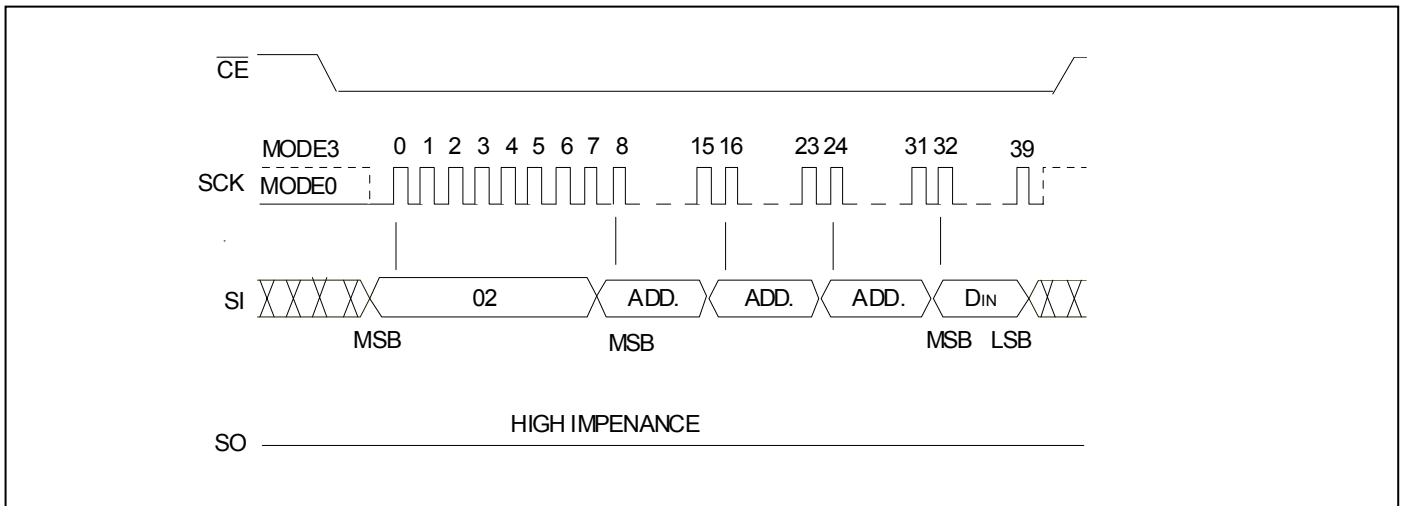 CE
MODE3 0 1 2 3 4 5 6 7 8 15 16 23 24 31 32 39
SCK MODE0
SI 02 ADD. ADD. ADD. DIN
MSB MSB MSB LSB
HIGH IMPENANCE
SO